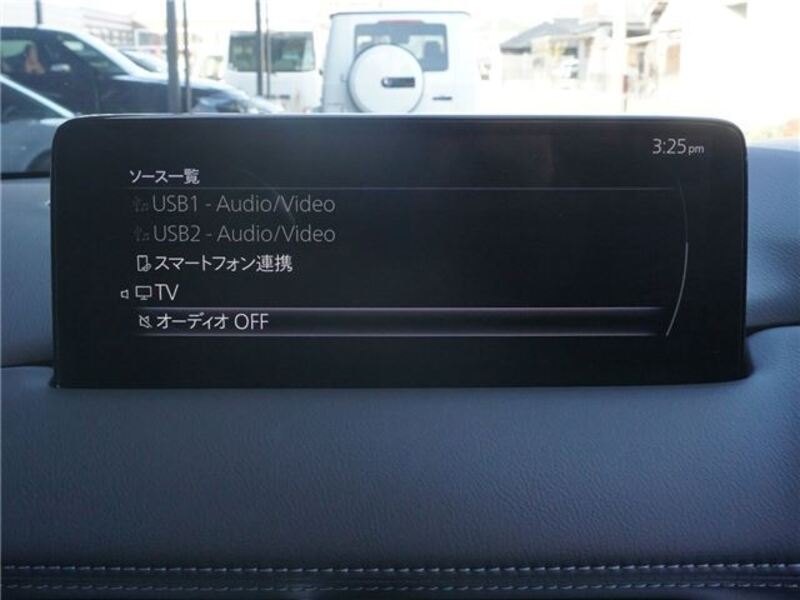 3:25pm
ソース一覧
USB1 - Audio/Video
USB2 - Audio/Video
スマートフォン連携
TV
オーディオ OFF